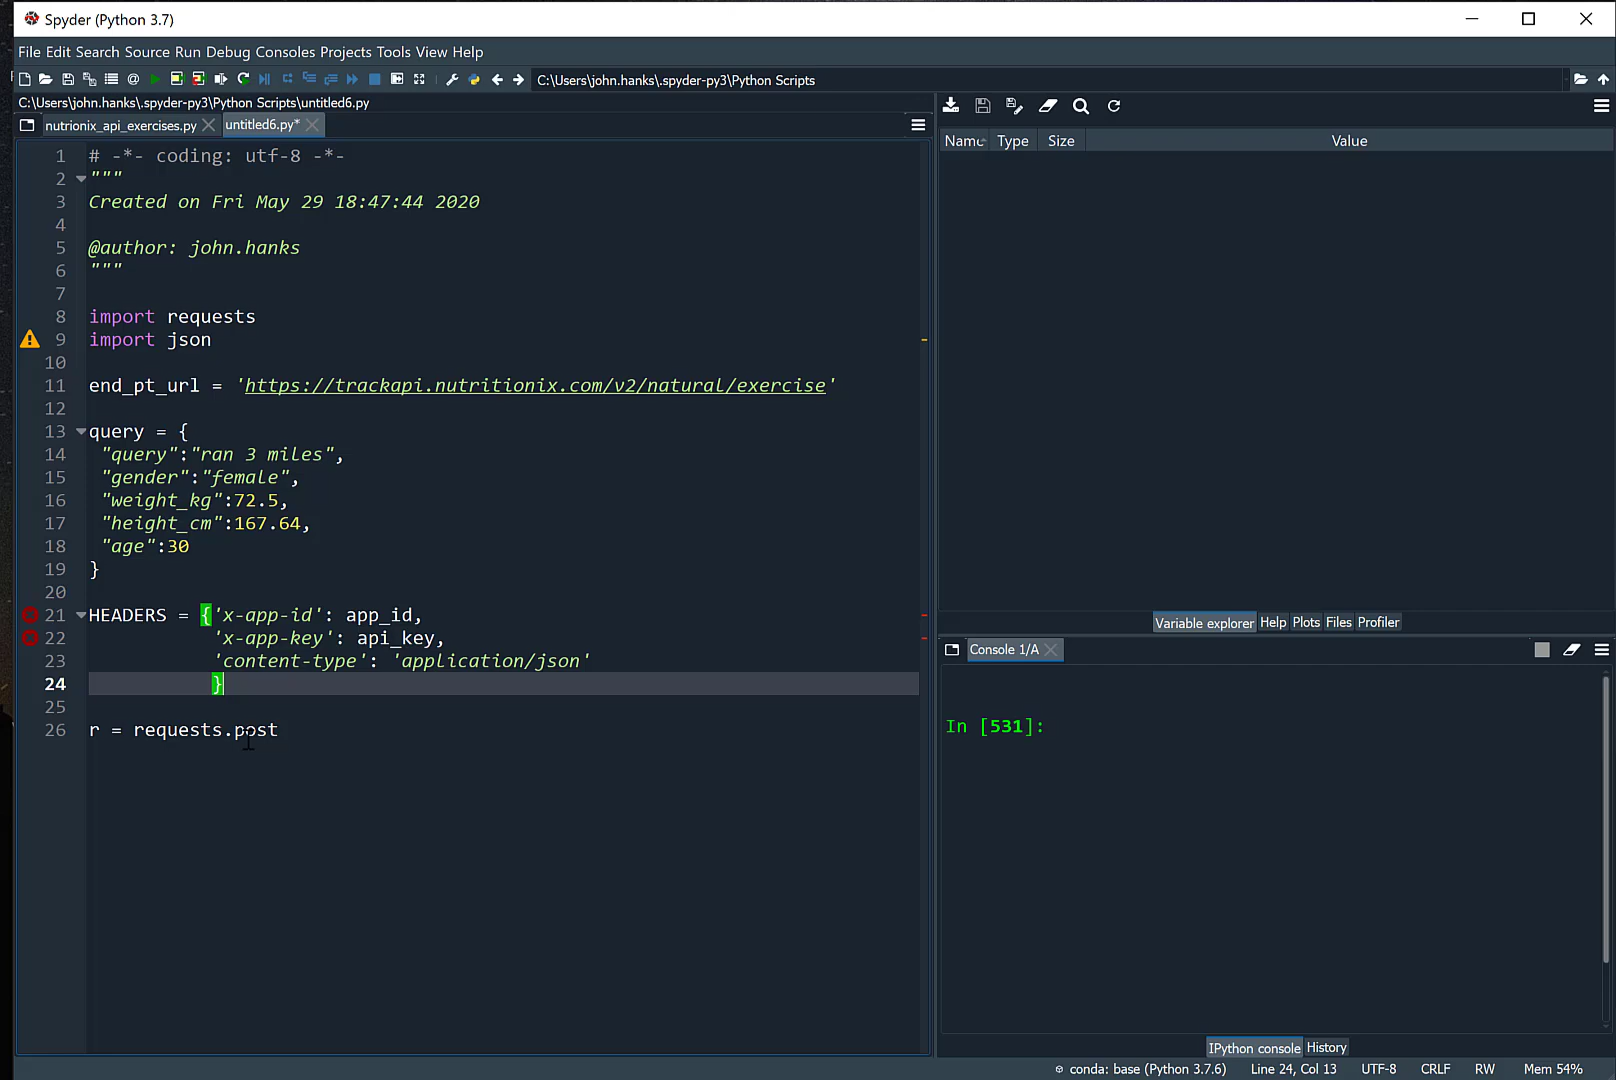 Spyder (Python 3.7)
File Edit Search Source Run Debug Consoles Projects Tools View Help
C:\Users\john.hanks\.spyder-py3\Python Scripts
C:\Users\john.hanks\.spyder-py3\Python Scripts\untitled6.py
nutrionix_api_exercises.py untitled6.py*
1 # -*- coding: utf-8 -*-
2 """
3 Created on Fri May 29 18:47:44 2020
4
5 @author: john.hanks
6 """
7
8 import requests
9 import json
10
11 end_pt_url = 'https://trackapi.nutritionix.com/v2/natural/exercise'
12
13 query = {
14 "query":"ran 3 miles",
15 "gender":"female",
16 "weight_kg":72.5,
17 "height_cm":167.64,
18 "age":30
19 }
20
21 HEADERS = {'x-app-id': app_id,
22 'x-app-key': api_key,
23 'content-type': 'application/json'
24 }
25
26 r = requests.post
Name Type Size Value
Variable explorer Help Plots Files Profiler
Console 1/A
In [531]:
IPython console History
conda: base (Python 3.7.6) Line 24, Col 13 UTF-8 CRLF RW Mem 54%